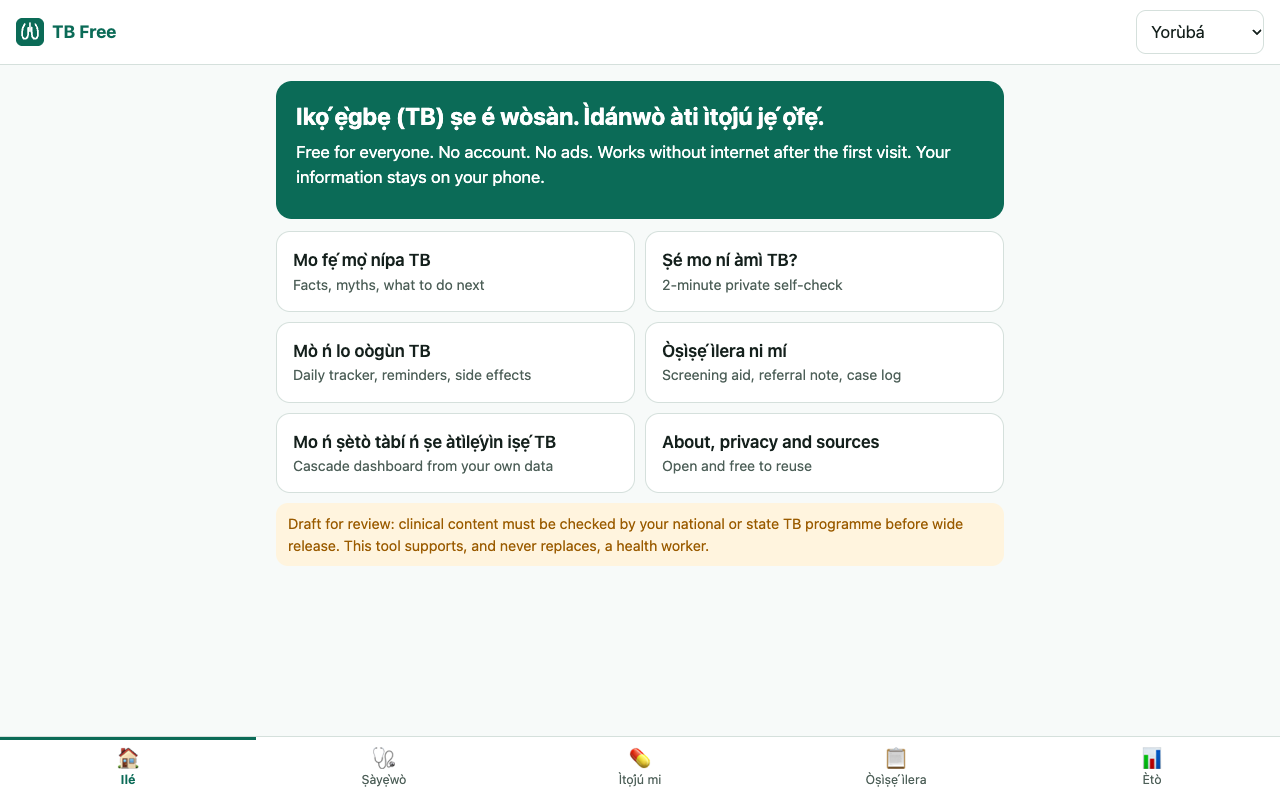 TB Free
Yorùbá
Ikọ́ ẹ̀gbẹ (TB) ṣe é wòsàn. Ìdánwò àti ìtọ́jú jẹ́ ọ̀fẹ́.
Free for everyone. No account. No ads. Works without internet after the first visit. Your
information stays on your phone.
Mo fẹ́ mọ̀ nípa TB
Facts, myths, what to do next
Ṣé mo ní àmì TB?
2-minute private self-check
Mò ń lo oògùn TB
Daily tracker, reminders, side effects
Òṣìṣẹ́ ìlera ni mí
Screening aid, referral note, case log
Mo ń ṣètò tàbí ń ṣe àtìlẹ́yìn iṣẹ́ TB
Cascade dashboard from your own data
About, privacy and sources
Open and free to reuse
Draft for review: clinical content must be checked by your national or state TB programme before wide
release. This tool supports, and never replaces, a health worker.
Ilé
Ṣàyẹ̀wò
Ìtọ́jú mi
Òṣìṣẹ́ ìlera
Ètò